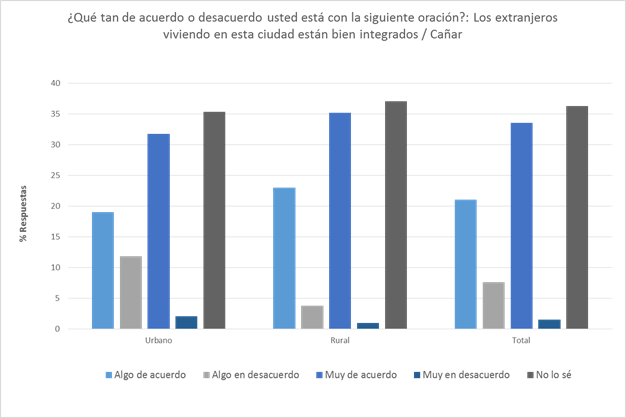 ¿Qué tan de acuerdo o desacuerdo usted está con la siguiente oración?: Los extranjeros
viviendo en esta ciudad están bien integrados / Cañar
40
35
30
25
20
15
10
5
0
% Respuestas
Urbano Rural Total
Algo de acuerdo Algo en desacuerdo Muy de acuerdo Muy en desacuerdo No lo sé